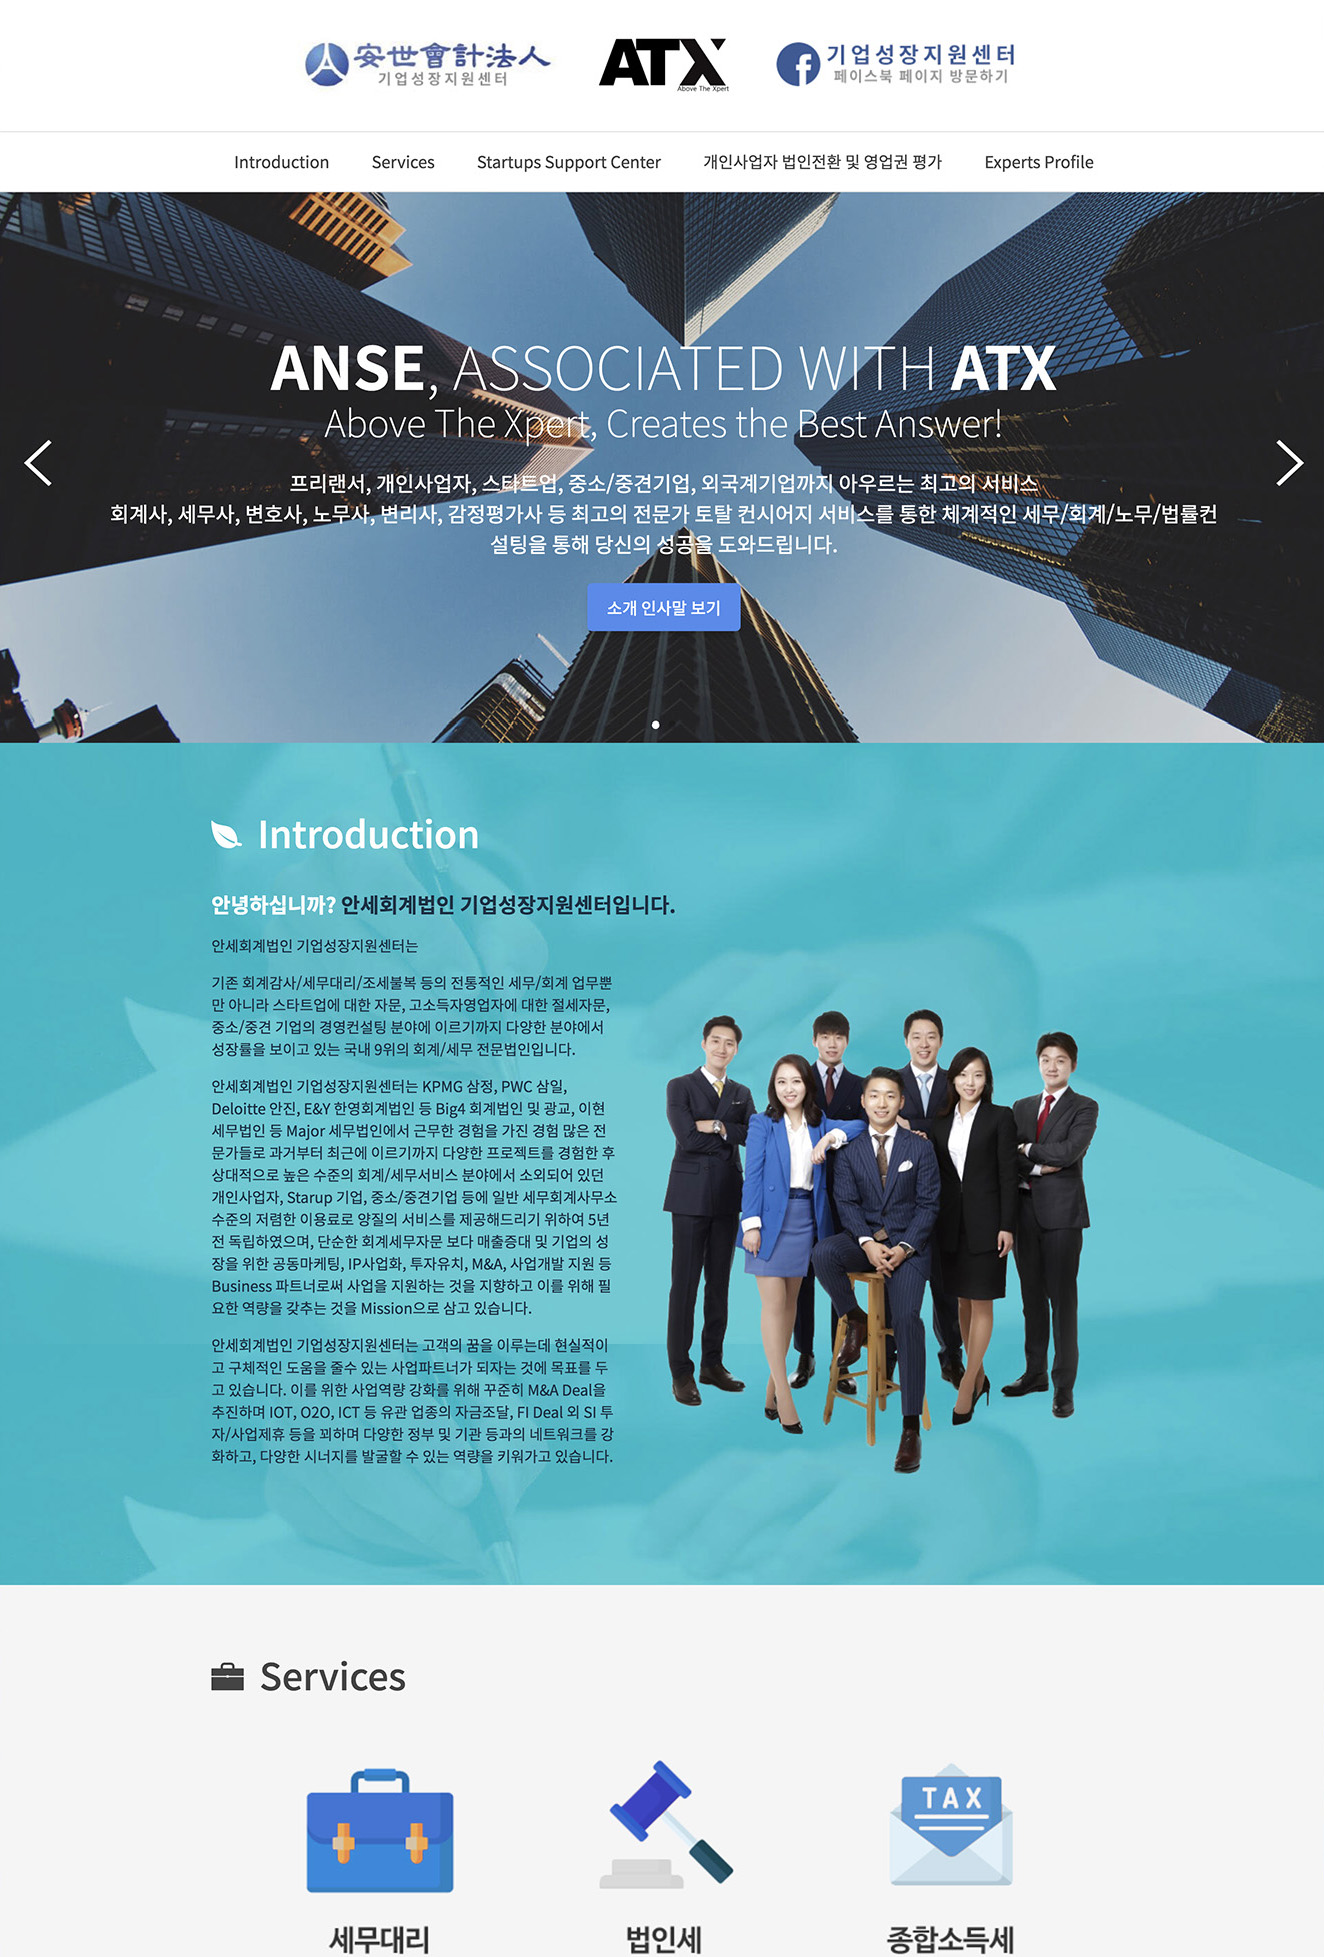 安世會計法人
기업성장지원센터
ATX
Above The Xpert
기업성장지원센터
페이스북 페이지 방문하기
Introduction
Services
Startups Support Center
개인사업자 법인전환 및 영업권 평가
Experts Profile
ANSE, ASSOCIATED WITH ATX
Above The Xpert, Creates the Best Answer!
프리랜서, 개인사업자, 스타트업, 중소/중견기업, 외국계기업까지 아우르는 최고의 서비스
회계사, 세무사, 변호사, 노무사, 변리사, 감정평가사 등 최고의 전문가 토탈 컨시어지 서비스를 통한 체계적인 세무/회계/노무/법률컨
설팅을 통해 당신의 성공을 도와드립니다.
소개 인사말 보기
Introduction
안녕하십니까? 안세회계법인 기업성장지원센터입니다.
안세회계법인 기업성장지원센터는
기존 회계감사/세무대리/조세불복 등의 전통적인 세무/회계 업무뿐
만 아니라 스타트업에 대한 자문, 고소득자영업자에 대한 절세자문,
중소/중견 기업의 경영컨설팅 분야에 이르기까지 다양한 분야에서
성장률을 보이고 있는 국내 9위의 회계/세무 전문법인입니다.
안세회계법인 기업성장지원센터는 KPMG 삼정, PWC 삼일,
Deloitte 안진, E&Y 한영회계법인 등 Big4 회계법인 및 광교, 이현
세무법인 등 Major 세무법인에서 근무한 경험을 가진 경험 많은 전
문가들로 과거부터 최근에 이르기까지 다양한 프로젝트를 경험한 후
상대적으로 높은 수준의 회계/세무서비스 분야에서 소외되어 있던
개인사업자, Starup 기업, 중소/중견기업 등에 일반 세무회계사무소
수준의 저렴한 이용료로 양질의 서비스를 제공해드리기 위하여 5년
전 독립하였으며, 단순한 회계세무자문 보다 매출증대 및 기업의 성
장을 위한 공동마케팅, IP사업화, 투자유치, M&A, 사업개발 지원 등
Business 파트너로써 사업을 지원하는 것을 지향하고 이를 위해 필
요한 역량을 갖추는 것을 Mission으로 삼고 있습니다.
안세회계법인 기업성장지원센터는 고객의 꿈을 이루는데 현실적이
고 구체적인 도움을 줄수 있는 사업파트너가 되자는 것에 목표를 두
고 있습니다. 이를 위한 사업역량 강화를 위해 꾸준히 M&A Deal을
추진하며 IOT, O2O, ICT 등 유관 업종의 자금조달, FI Deal 외 SI 투
자/사업제휴 등을 꾀하며 다양한 정부 및 기관 등과의 네트워크를 강
화하고, 다양한 시너지를 발굴할 수 있는 역량을 키워가고 있습니다.
Services
TAX
세무대리
법인세
종합소득세